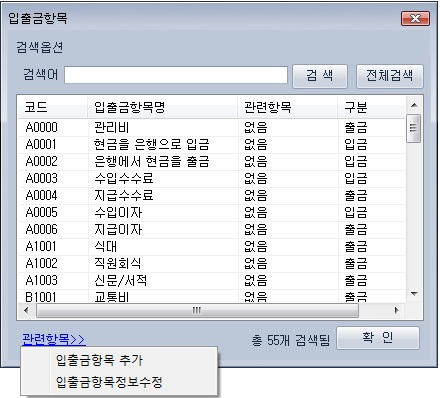 입출금항목
검색옵션
검색어 검 색 전체검색
코드 입출금항목명 관련항목 구분
A0000 관리비 없음 출금
A0001 현금을 은행으로 입금 없음 입금
A0002 은행에서 현금을 출금 없음 출금
A0003 수입수수료 없음 입금
A0004 지급수수료 없음 출금
A0005 수입이자 없음 입금
A0006 지급이자 없음 출금
A1001 식대 없음 출금
A1002 직원회식 없음 출금
A1003 신문/서적 없음 출금
B1001 교통비 없음 출금
관련항목>> 총 55개 검색됨 확 인
입출금항목 추가
입출금항목정보수정